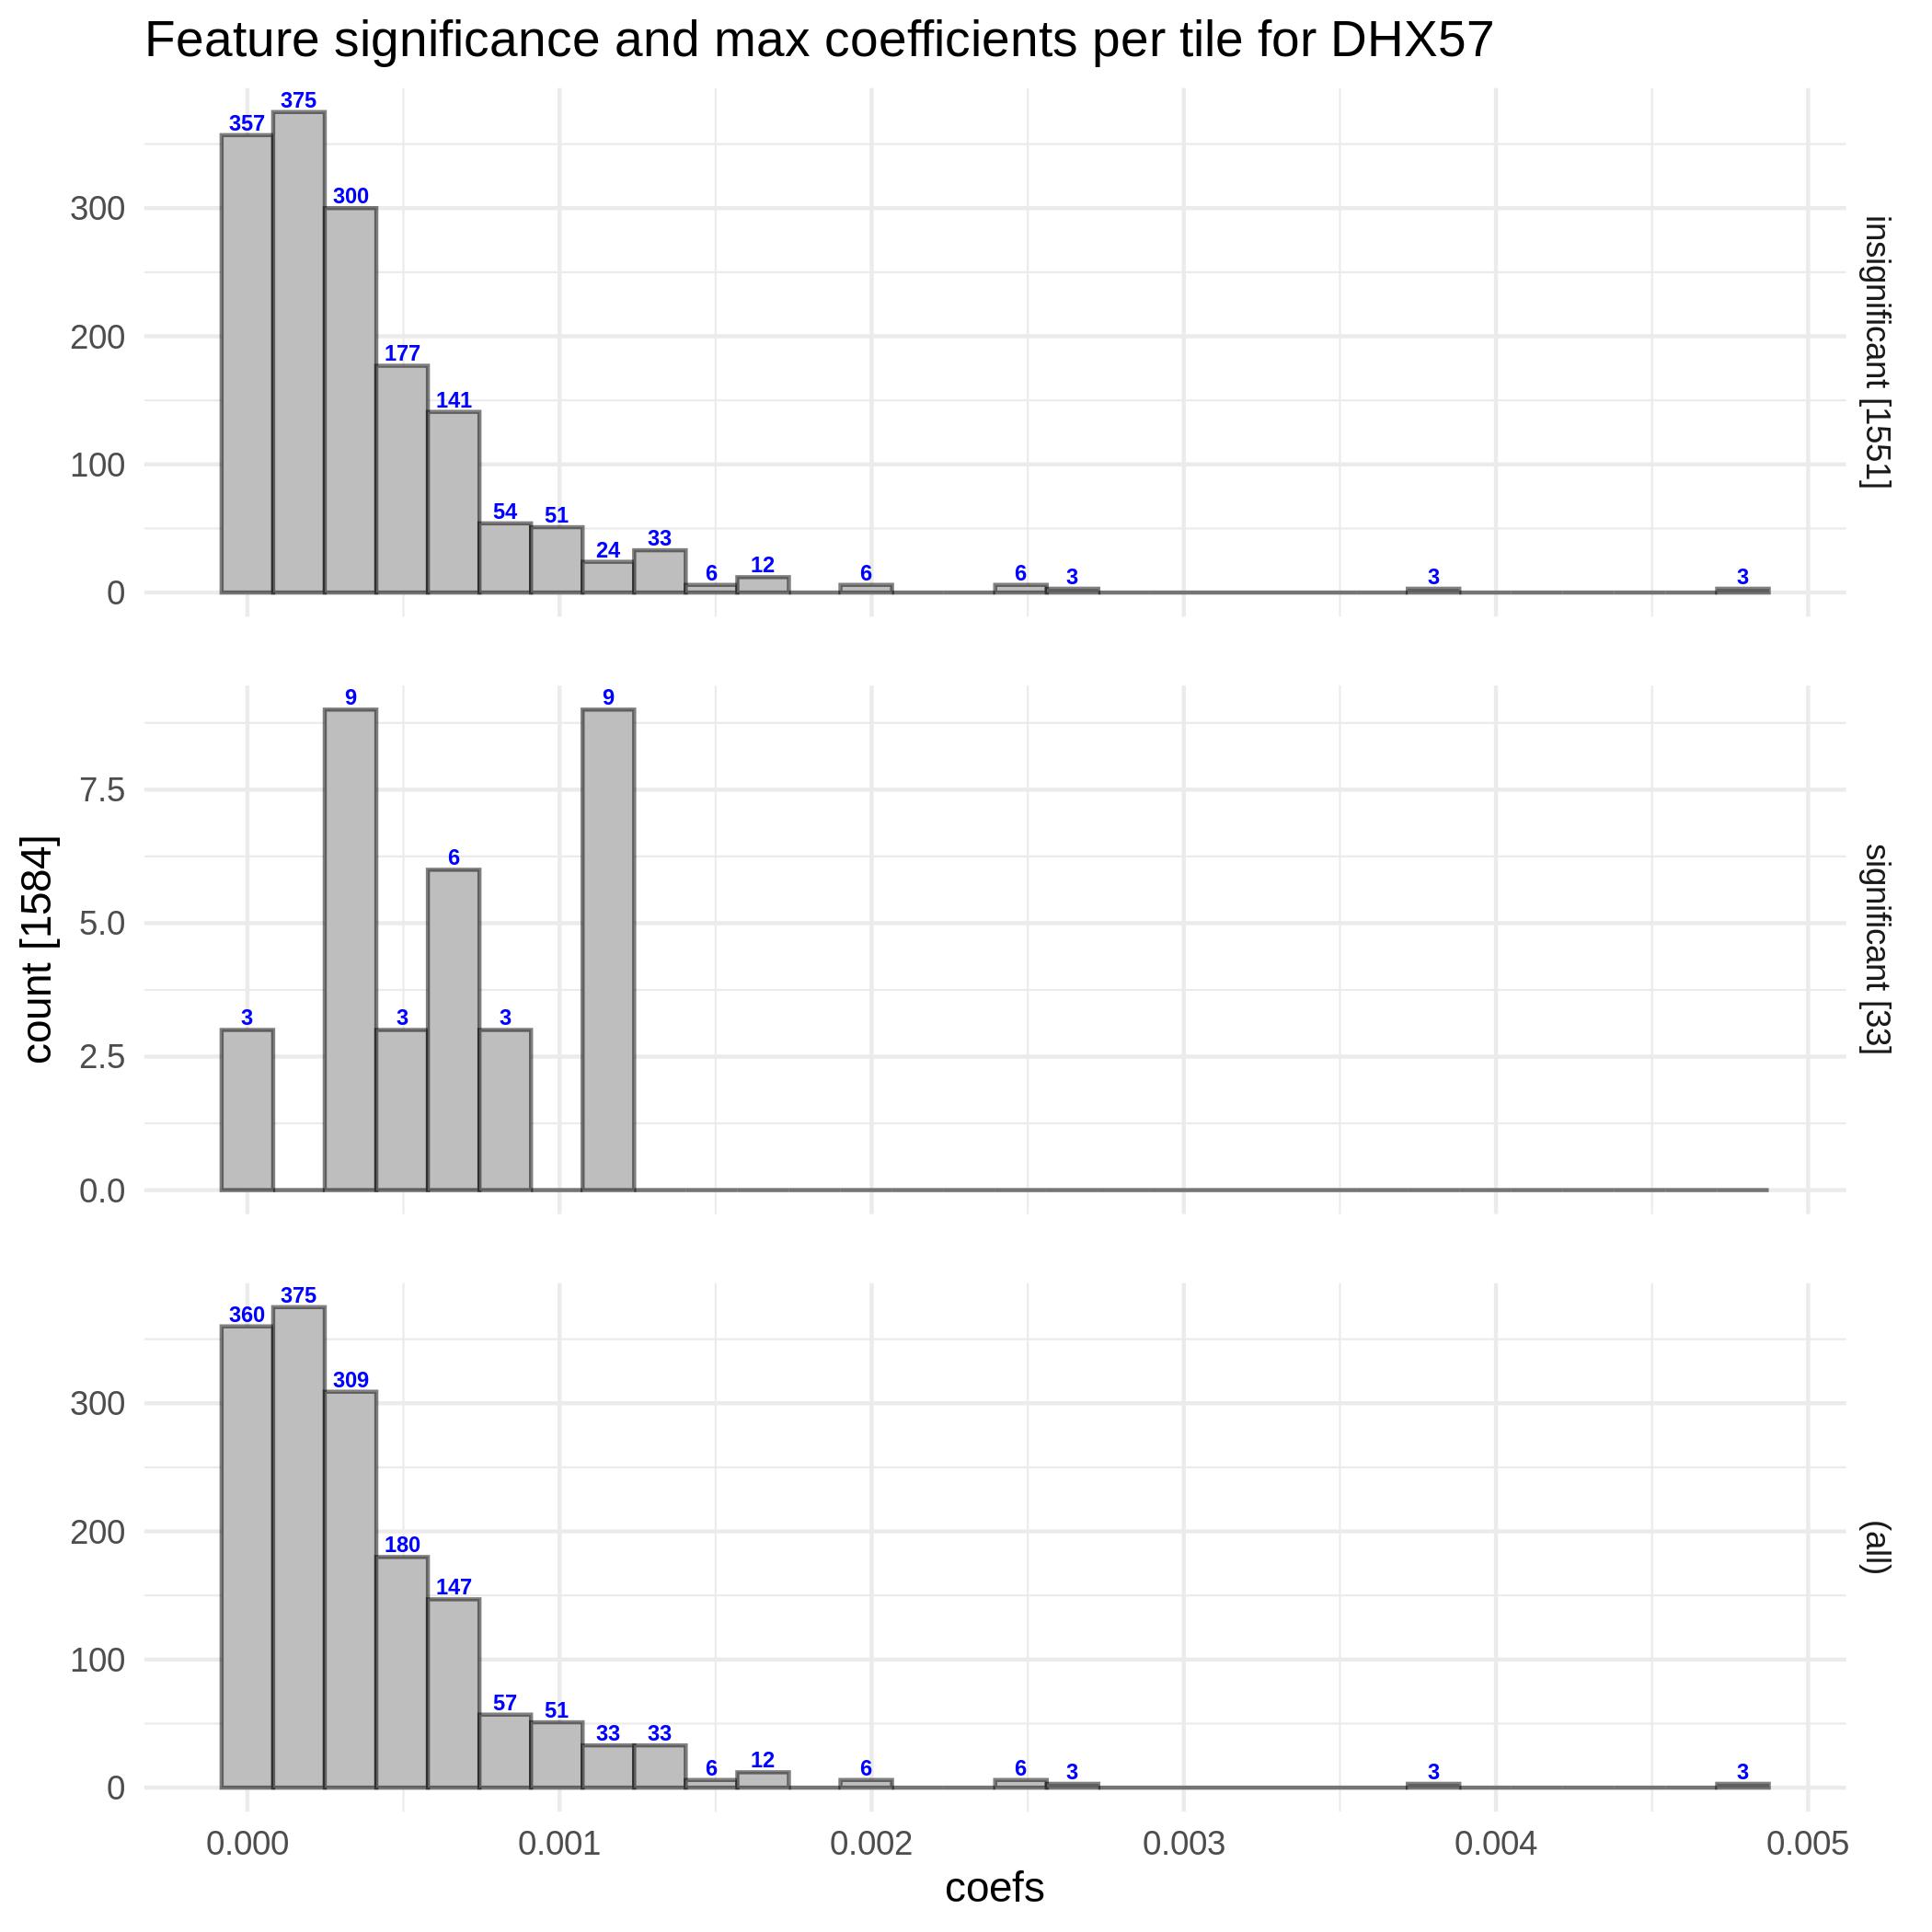 Feature significance and max coefficients per tile for DHX57
357 375 300 177 141 54 51 24 33 6 12 6 6 3 3 3
300
200
100
0
insignificant [1551]
9 9
6
3 3 3
7.5
5.0
2.5
0.0
significant [33]
count [1584]
360 375 309 180 147 57 51 33 33 6 12 6 6 3 3 3
300
200
100
0
(all)
0.000 0.001 0.002 0.003 0.004 0.005
coefs